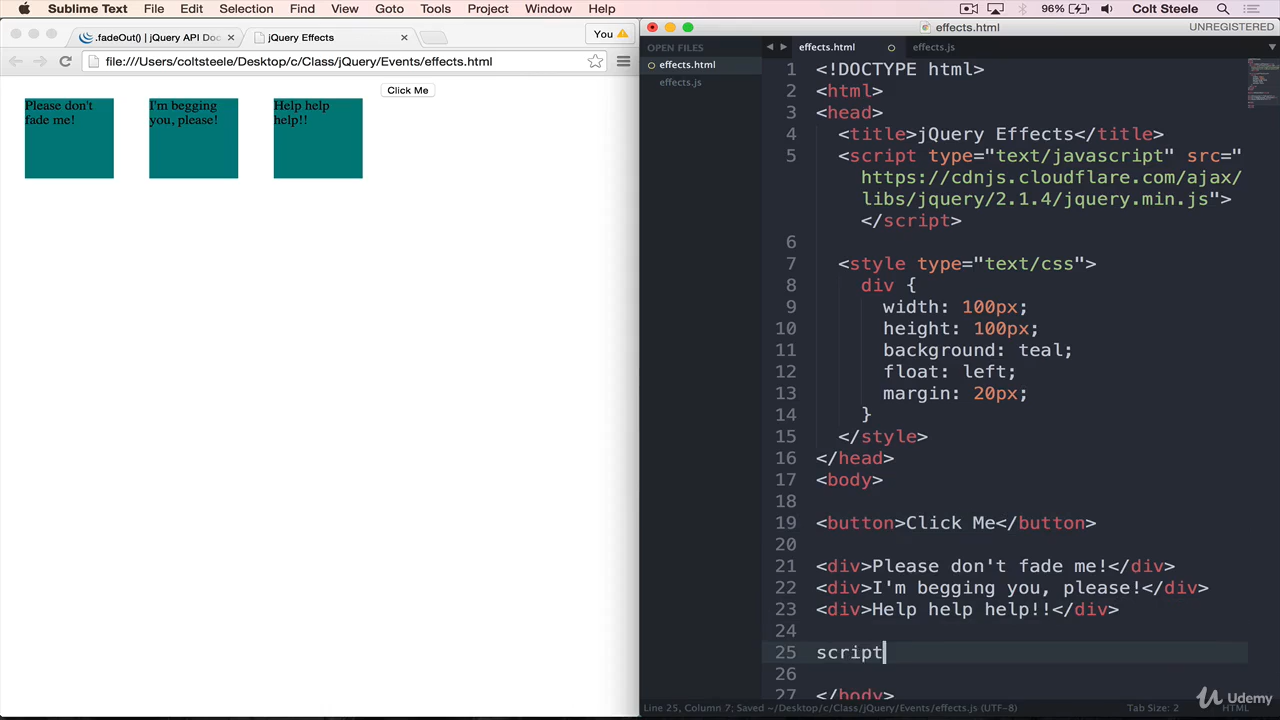 Sublime Text File Edit Selection Find View Goto Tools Project Window Help 96% Colt Steele
.fadeOut() | jQuery API Doc
jQuery Effects
You
file:///Users/coltsteele/Desktop/c/Class/jQuery/Events/effects.html
Click Me
Please don't
fade me!
I'm begging
you, please!
Help help
help!!
effects.html
UNREGISTERED
OPEN FILES
effects.html
effects.js
effects.html
effects.js
1 <!DOCTYPE html>
2 <html>
3 <head>
4 <title>jQuery Effects</title>
5 <script type="text/javascript" src="
https://cdnjs.cloudflare.com/ajax/
libs/jquery/2.1.4/jquery.min.js">
</script>
6
7 <style type="text/css">
8 div {
9 width: 100px;
10 height: 100px;
11 background: teal;
12 float: left;
13 margin: 20px;
14 }
15 </style>
16 </head>
17 <body>
18
19 <button>Click Me</button>
20
21 <div>Please don't fade me!</div>
22 <div>I'm begging you, please!</div>
23 <div>Help help help!!</div>
24
25 script
26
27 </body>
Line 25, Column 7; Saved ~/Desktop/c/Class/jQuery/Events/effects.js (UTF-8)
Tab Size: 2
HTML
Udemy